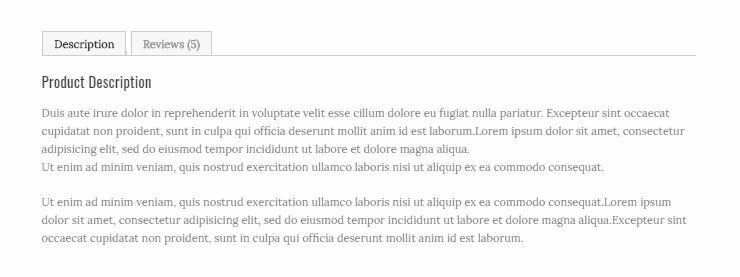 Description
Reviews (5)
Product Description
Duis aute irure dolor in reprehenderit in voluptate velit esse cillum dolore eu fugiat nulla pariatur. Excepteur sint occaecat
cupidatat non proident, sunt in culpa qui officia deserunt mollit anim id est laborum.Lorem ipsum dolor sit amet, consectetur
adipisicing elit, sed do eiusmod tempor incididunt ut labore et dolore magna aliqua.
Ut enim ad minim veniam, quis nostrud exercitation ullamco laboris nisi ut aliquip ex ea commodo consequat.
Ut enim ad minim veniam, quis nostrud exercitation ullamco laboris nisi ut aliquip ex ea commodo consequat.Lorem ipsum
dolor sit amet, consectetur adipisicing elit, sed do eiusmod tempor incididunt ut labore et dolore magna aliqua.Excepteur sint
occaecat cupidatat non proident, sunt in culpa qui officia deserunt mollit anim id est laborum.